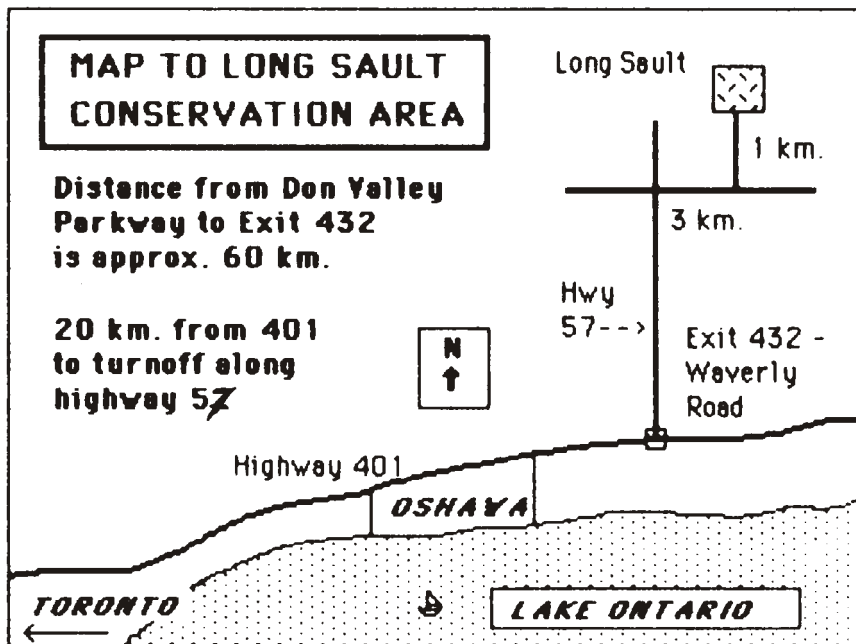 MAP TO LONG SAULT
CONSERVATION AREA
Distance from Don Valley
Parkway to Exit 432
is approx. 60 km.
20 km. from 401
to turnoff along
highway 57
Long Sault
1 km.
3 km.
Hwy
57-->
N
Exit 432 -
Waverly
Road
Highway 401
OSHAWA
TORONTO
LAKE ONTARIO